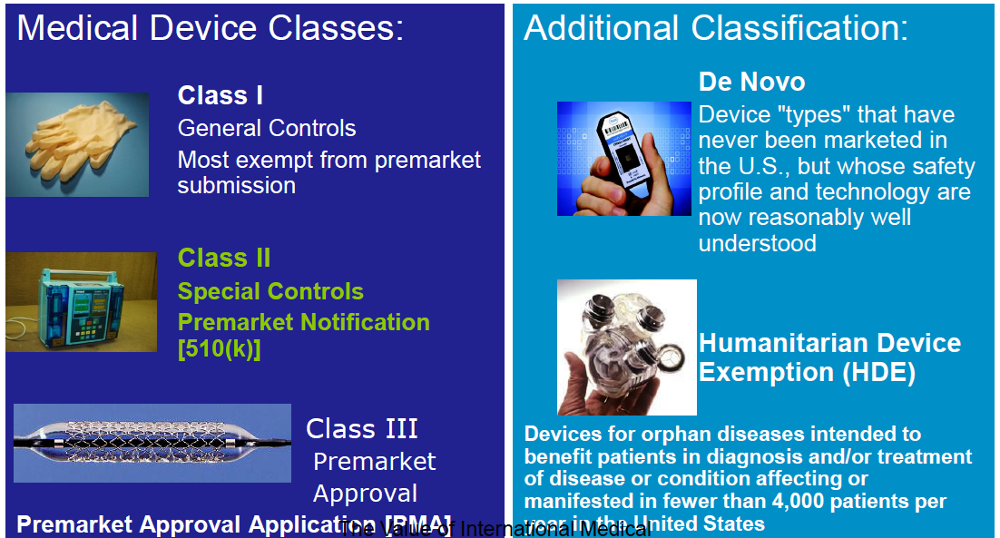 Medical Device Classes:
Class I
General Controls
Most exempt from premarket
submission
Class II
Special Controls
Premarket Notification
[510(k)]
Class III
Premarket
Approval
Premarket Approval Application [PMA]
Additional Classification:
De Novo
Device "types" that have
never been marketed in
the U.S., but whose safety
profile and technology are
now reasonably well
understood
Humanitarian Device
Exemption (HDE)
Devices for orphan diseases intended to
benefit patients in diagnosis and/or treatment
of disease or condition affecting or
manifested in fewer than 4,000 patients per
year in the United States
The Value of International Medical